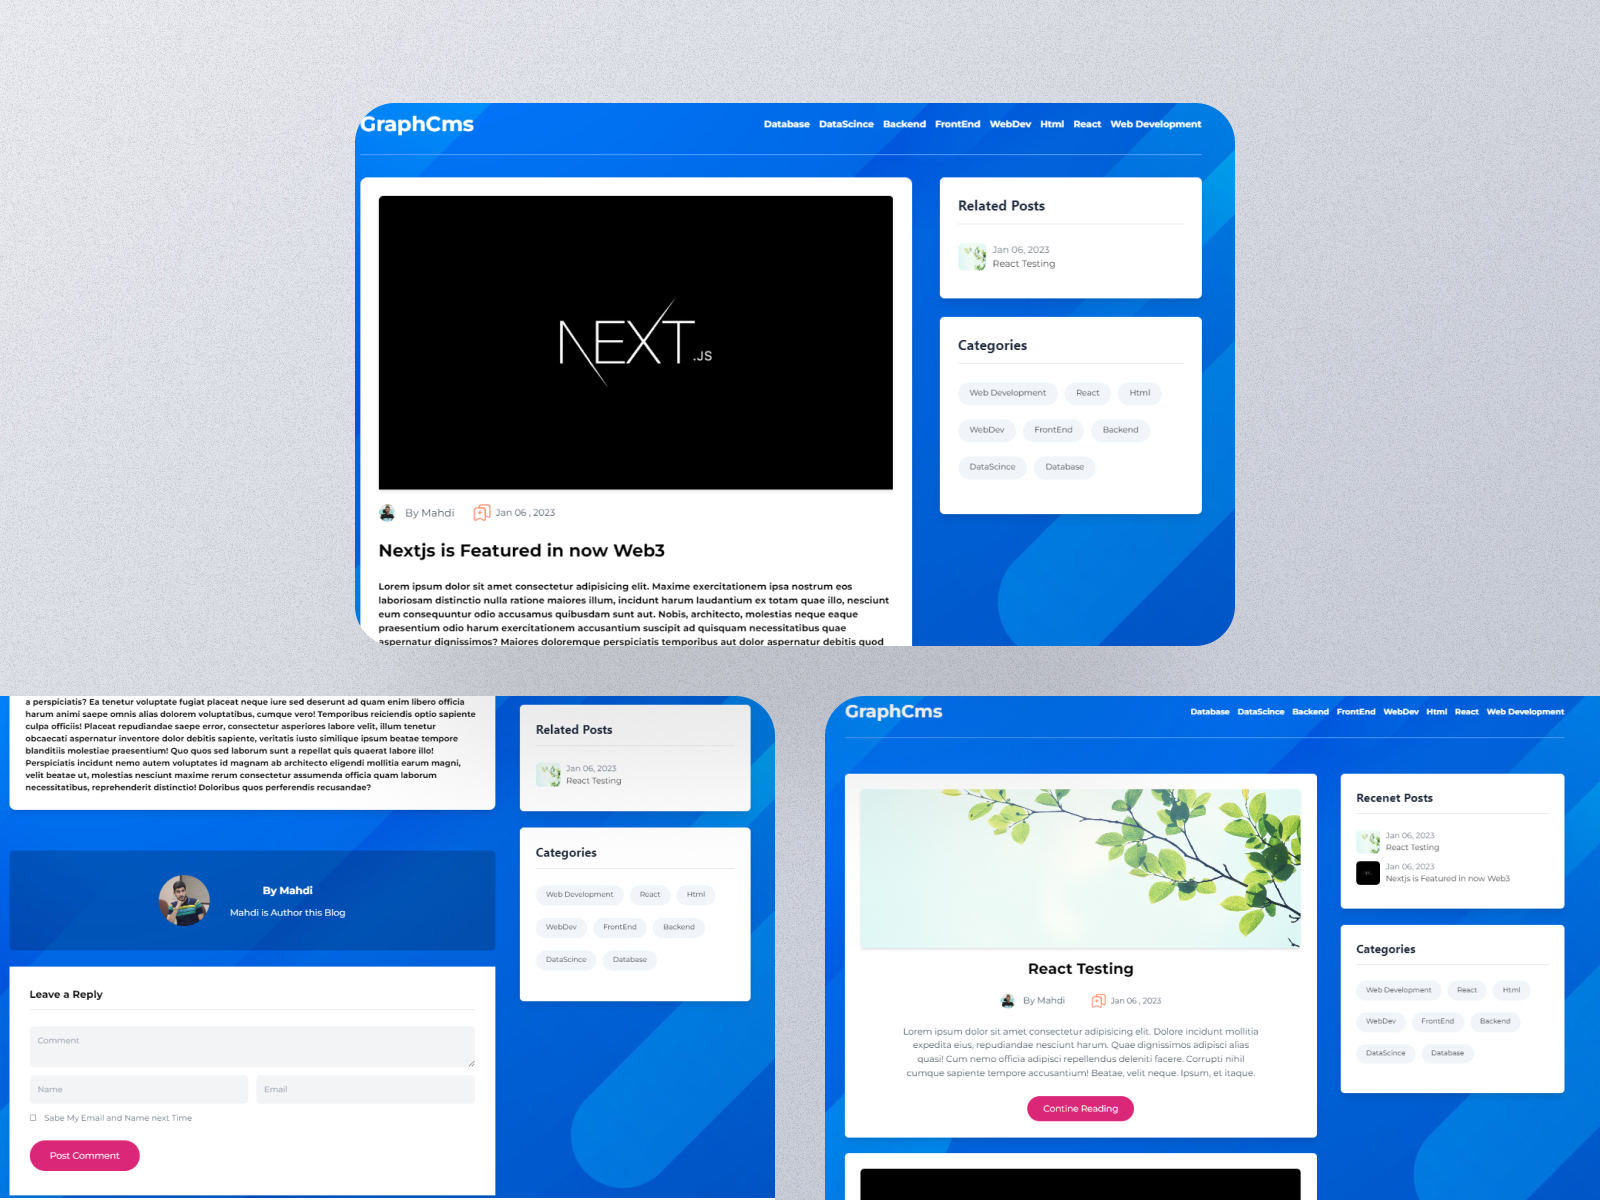 GraphCms
Database DataScince Backend FrontEnd WebDev Html React Web Development
NEXT.JS
By Mahdi Jan 06 , 2023
Nextjs is Featured in now Web3
Lorem ipsum dolor sit amet consectetur adipisicing elit. Maxime exercitationem ipsa nostrum eos
laboriosam distinctio nulla ratione maiores illum, incidunt harum laudantium ex totam quae illo, nesciunt
eum consequuntur odio accusamus quibusdam sunt aut. Nobis, architecto, molestias neque eaque
praesentium odio harum exercitationem accusantium suscipit ad quisquam necessitatibus quae
aspernatur dignissimos? Maiores doloremque perspiciatis temporibus aut dolor aspernatur debitis quod
Related Posts
Jan 06, 2023
React Testing
Categories
Web Development React Html
WebDev FrontEnd Backend
DataScince Database
a perspiciatis? Ea tenetur voluptate fugiat placeat neque iure sed deserunt ad quam enim libero officia
harum animi saepe omnis alias dolorem voluptatibus, cumque vero! Temporibus reiciendis optio sapiente
culpa officiis! Placeat repudiandae saepe error, consectetur asperiores labore velit, illum tenetur
obcaecati aspernatur inventore dolor debitis sapiente, veritatis iusto similique ipsum beatae tempore
blanditiis molestiae praesentium! Quo quos sed laborum sunt a repellat quis quaerat labore illo!
Perspiciatis incidunt nemo autem voluptates id magnam ab architecto eligendi mollitia earum magni,
velit beatae ut, molestias nesciunt maxime rerum consectetur assumenda officia quam laborum
necessitatibus, reprehenderit distinctio! Doloribus quos perferendis recusandae?
By Mahdi
Mahdi is Author this Blog
Leave a Reply
Comment
Name Email
Sabe My Email and Name next Time
Post Comment
Related Posts
Jan 06, 2023
React Testing
Categories
Web Development React Html
WebDev FrontEnd Backend
DataScince Database
GraphCms
Database DataScince Backend FrontEnd WebDev Html React Web Development
React Testing
By Mahdi Jan 06 , 2023
Lorem ipsum dolor sit amet consectetur adipisicing elit. Dolore incidunt mollitia
expedita eius, repudiandae nesciunt harum. Quae dignissimos adipisci alias
quasi! Cum nemo officia adipisci repellendus deleniti facere. Corrupti nihil
cumque sapiente tempore accusantium! Beatae, velit neque. Ipsum, et itaque.
Contine Reading
Recenet Posts
Jan 06, 2023
React Testing
Jan 06, 2023
Nextjs is Featured in now Web3
Categories
Web Development React Html
WebDev FrontEnd Backend
DataScince Database